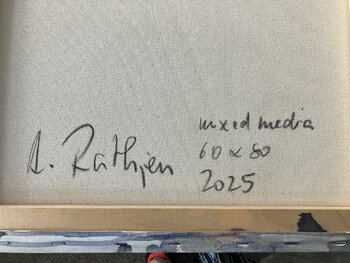 A. Rathjen
mixed media
60 x 80
2025